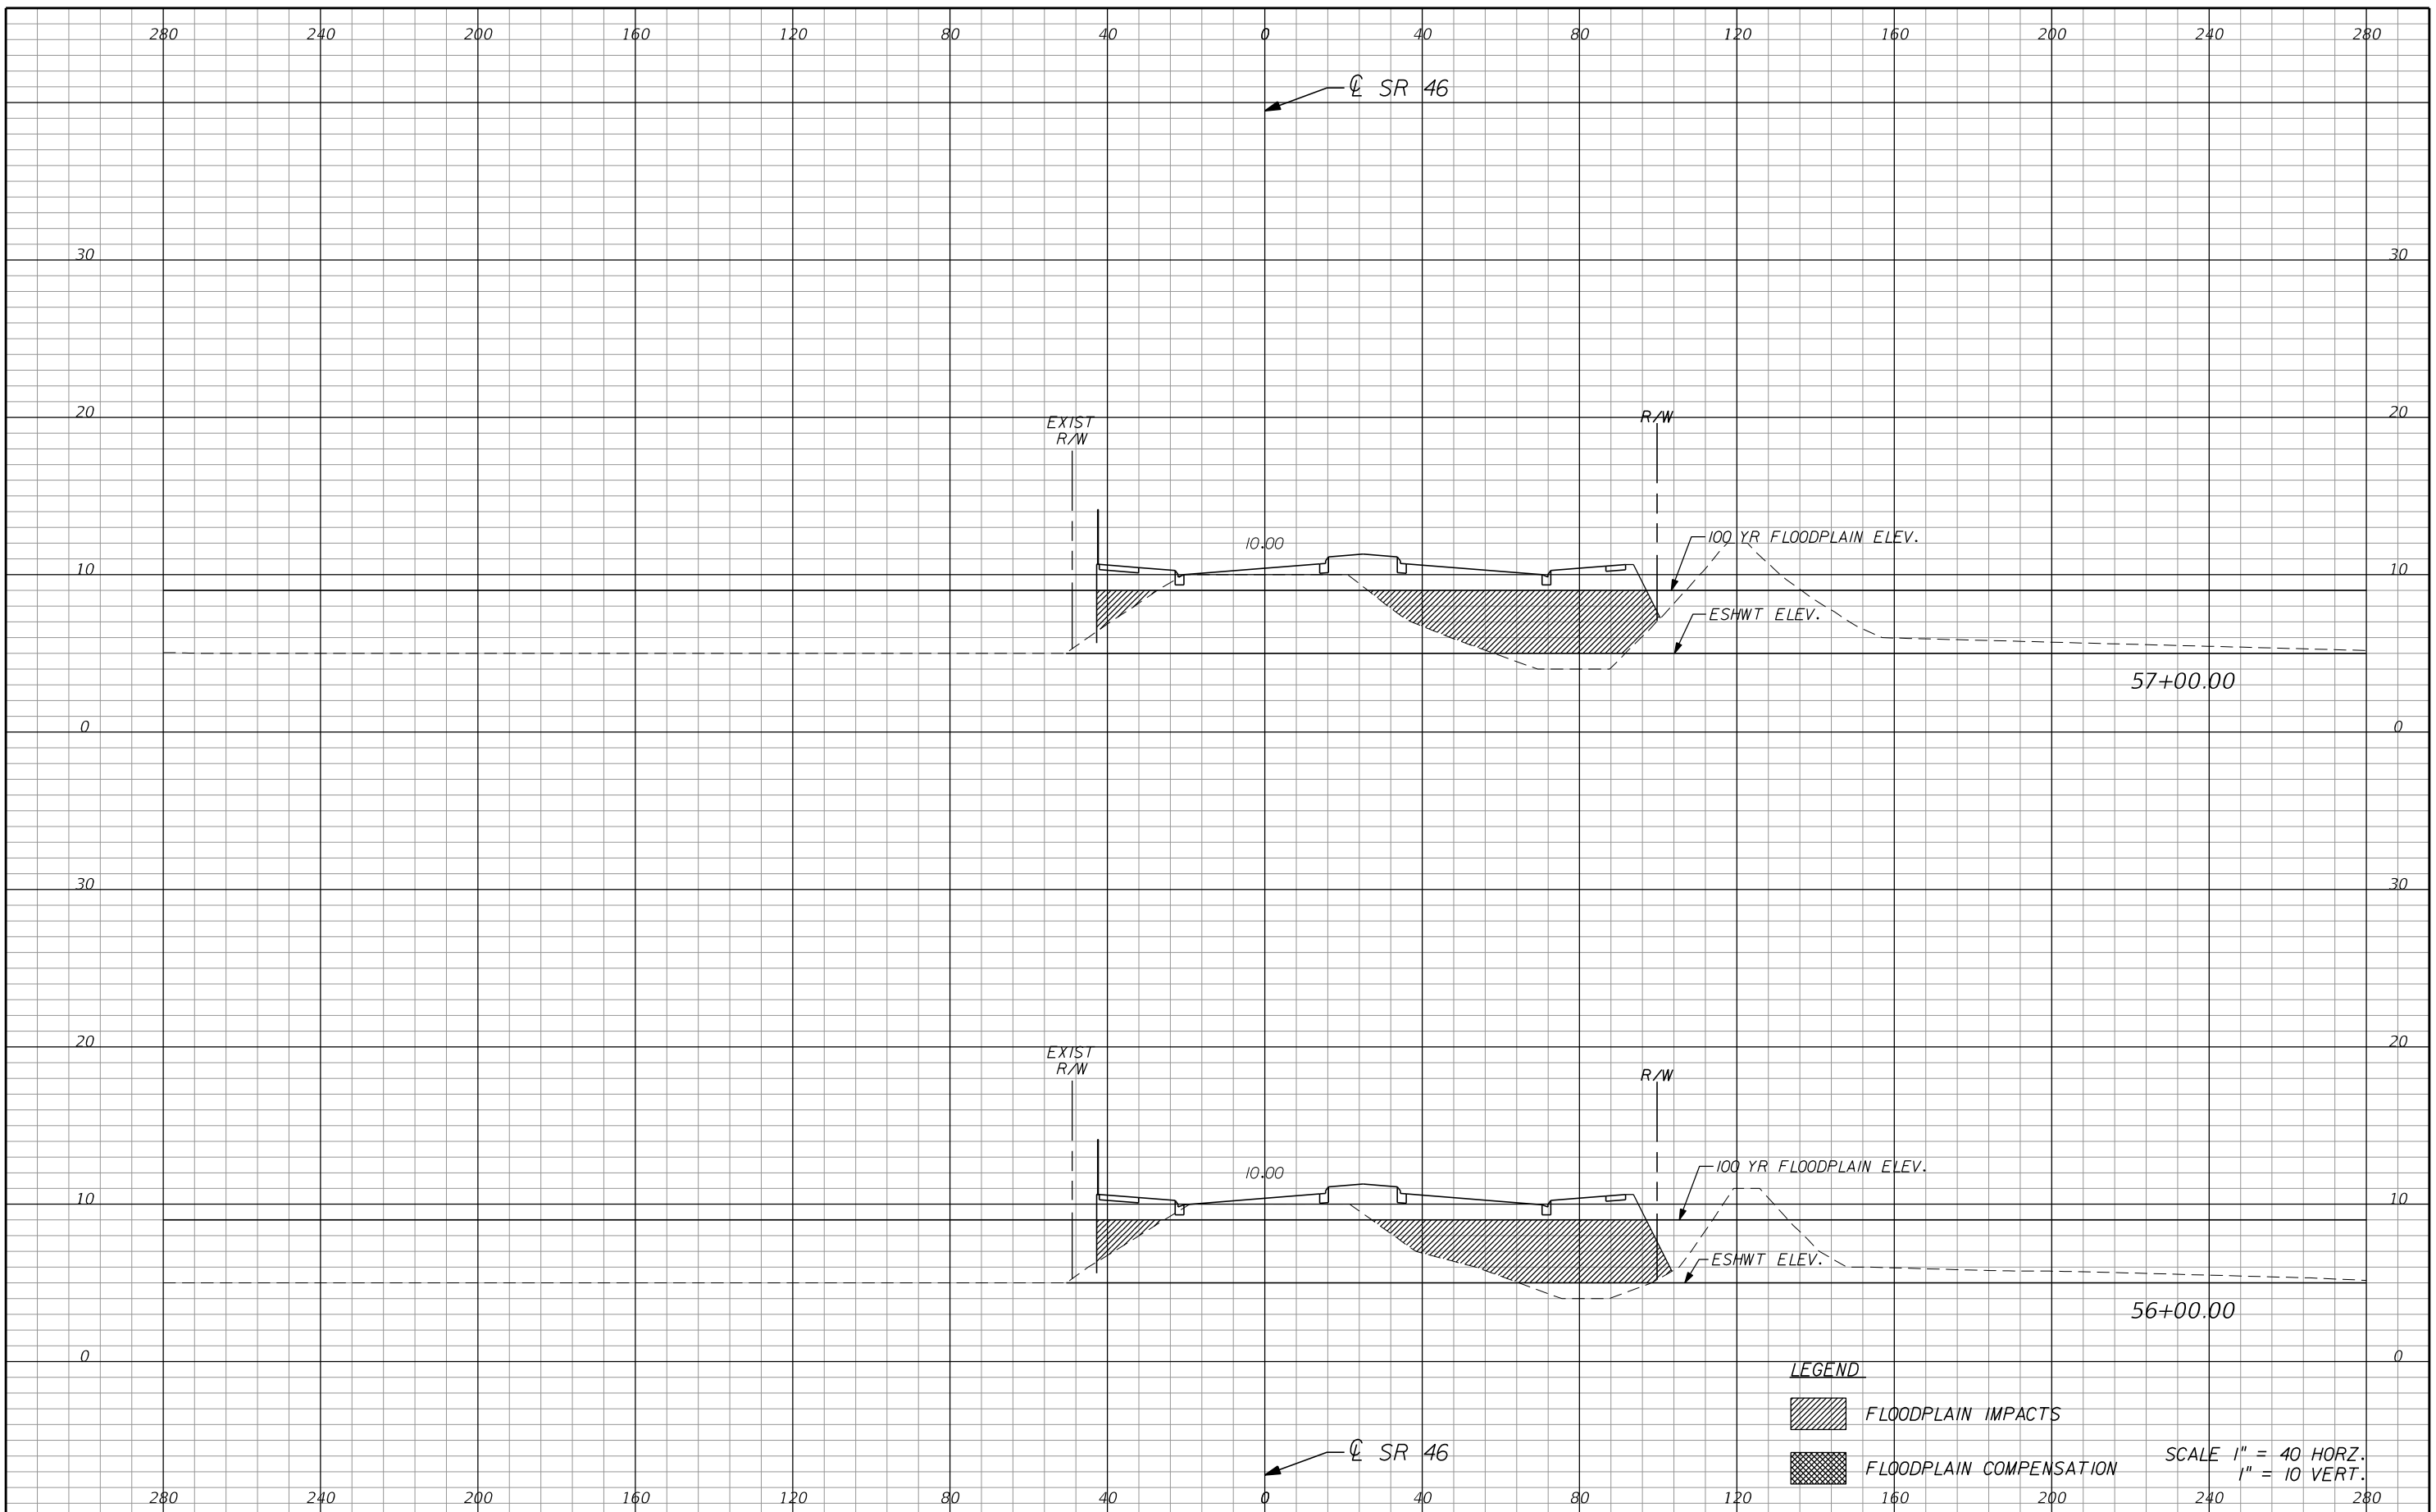 280 240 200 160 120 80 40 0 40 80 120 160 200 240 280
℄ SR 46
30 30
20 20
EXIST
R/W
R/W
10.00
100 YR FLOODPLAIN ELEV.
10 10
ESHWT ELEV.
57+00.00
0 0
30 30
20 20
EXIST
R/W
R/W
10.00
100 YR FLOODPLAIN ELEV.
10 10
ESHWT ELEV.
56+00.00
0 0
LEGEND
FLOODPLAIN IMPACTS
FLOODPLAIN COMPENSATION
SCALE 1" = 40 HORZ.
1" = 10 VERT.
℄ SR 46
280 240 200 160 120 80 40 0 40 80 120 160 200 240 280